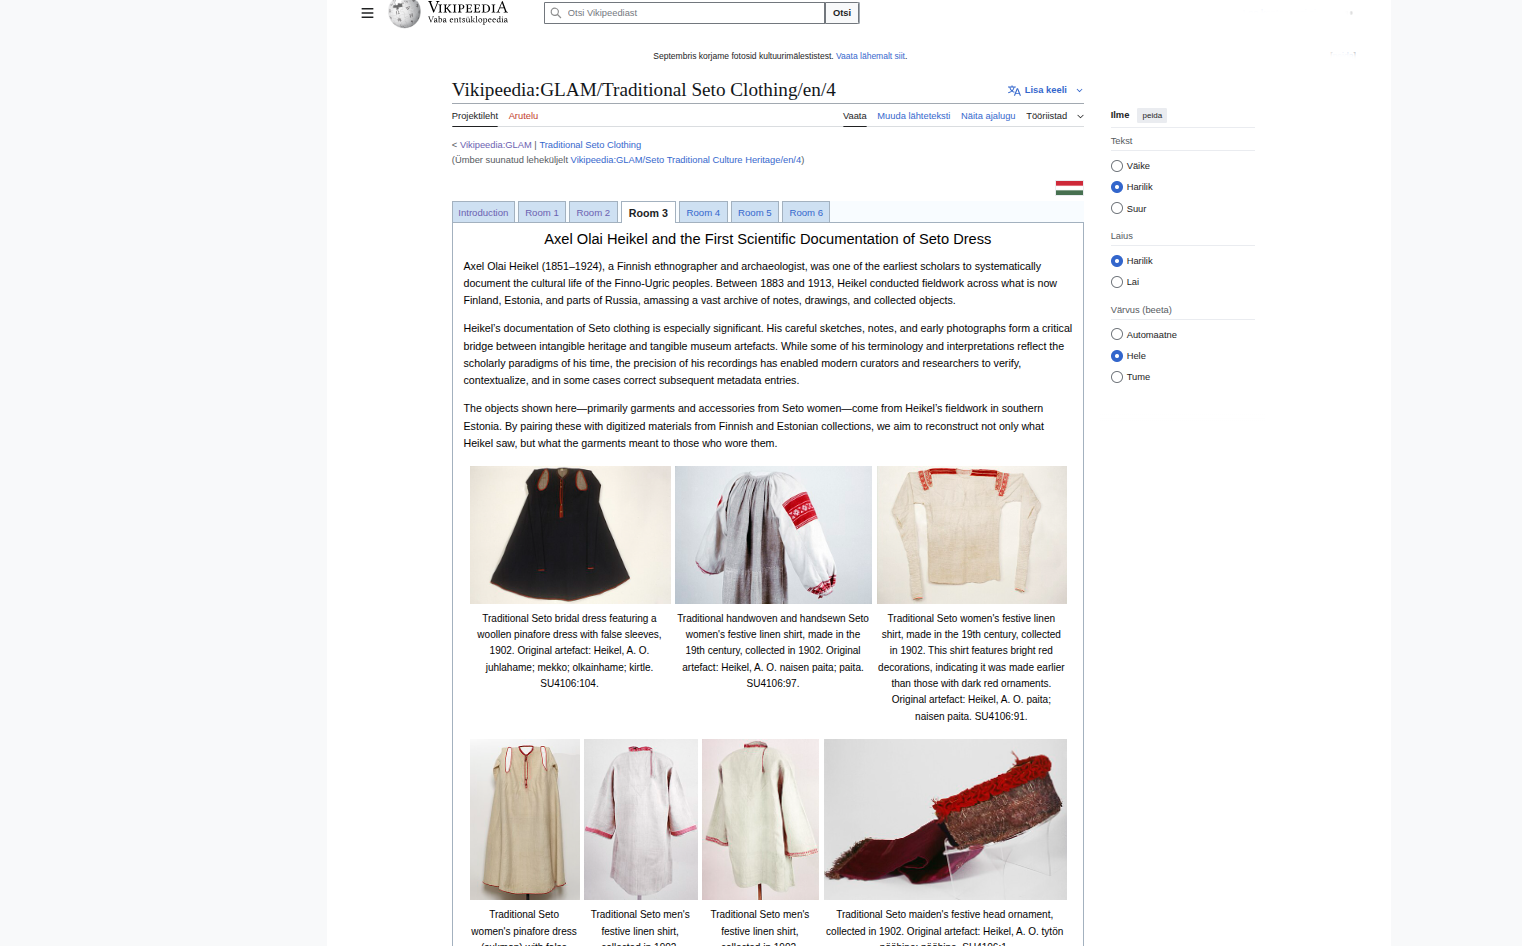 VIKIPEEDIA
Vaba entsüklopeedia
Otsi Vikipeediast
Otsi
Septembris korjame fotosid kultuurimälestistest. Vaata lähemalt siit.
Vikipeedia:GLAM/Traditional Seto Clothing/en/4
Lisa keeli
Projektileht Arutelu
Vaata Muuda lähteteksti Näita ajalugu Tööriistad
< Vikipeedia:GLAM | Traditional Seto Clothing
(Ümber suunatud leheküljelt Vikipeedia:GLAM/Seto Traditional Culture Heritage/en/4)
Introduction Room 1 Room 2 Room 3 Room 4 Room 5 Room 6
Axel Olai Heikel and the First Scientific Documentation of Seto Dress
Axel Olai Heikel (1851–1924), a Finnish ethnographer and archaeologist, was one of the earliest scholars to systematically
document the cultural life of the Finno-Ugric peoples. Between 1883 and 1913, Heikel conducted fieldwork across what is now
Finland, Estonia, and parts of Russia, amassing a vast archive of notes, drawings, and collected objects.
Heikel's documentation of Seto clothing is especially significant. His careful sketches, notes, and early photographs form a critical
bridge between intangible heritage and tangible museum artefacts. While some of his terminology and interpretations reflect the
scholarly paradigms of his time, the precision of his recordings has enabled modern curators and researchers to verify,
contextualize, and in some cases correct subsequent metadata entries.
The objects shown here—primarily garments and accessories from Seto women—come from Heikel's fieldwork in southern
Estonia. By pairing these with digitized materials from Finnish and Estonian collections, we aim to reconstruct not only what
Heikel saw, but what the garments meant to those who wore them.
Traditional Seto bridal dress featuring a
woollen pinafore dress with false sleeves,
1902. Original artefact: Heikel, A. O.
juhlahame; mekko; olkainhame; kirtle.
SU4106:104.
Traditional handwoven and handsewn Seto
women's festive linen shirt, made in the
19th century, collected in 1902. Original
artefact: Heikel, A. O. naisen paita; paita.
SU4106:97.
Traditional Seto women's festive linen
shirt, made in the 19th century, collected
in 1902. This shirt features bright red
decorations, indicating it was made earlier
than those with dark red ornaments.
Original artefact: Heikel, A. O. paita;
naisen paita. SU4106:91.
Traditional Seto
women's pinafore dress
(sukman) with false
Traditional Seto men's
festive linen shirt,
collected in 1902.
Traditional Seto men's
festive linen shirt,
collected in 1902.
Traditional Seto maiden's festive head ornament,
collected in 1902. Original artefact: Heikel, A. O. tytön
Ilme peida
Tekst
Väike
Harilik
Suur
Laius
Harilik
Lai
Värvus (beeta)
Automaatne
Hele
Tume